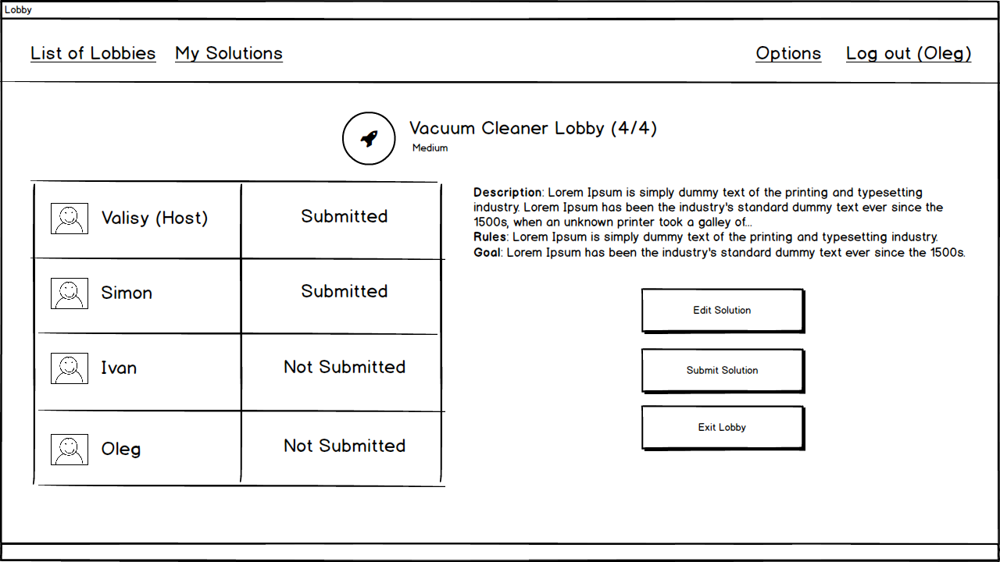 Lobby
List of Lobbies My Solutions Options Log out (Oleg)
Vacuum Cleaner Lobby (4/4)
Medium
Valisy (Host) Submitted
Simon Submitted
Ivan Not Submitted
Oleg Not Submitted
Description: Lorem Ipsum is simply dummy text of the printing and typesetting
industry. Lorem Ipsum has been the industry's standard dummy text ever since the
1500s, when an unknown printer took a galley of...
Rules: Lorem Ipsum is simply dummy text of the printing and typesetting industry.
Goal: Lorem Ipsum has been the industry's standard dummy text ever since the 1500s.
Edit Solution
Submit Solution
Exit Lobby